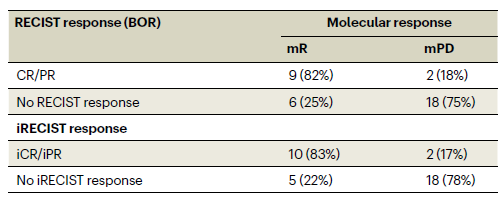 RECIST response (BOR) Molecular response
mR mPD
CR/PR 9 (82%) 2 (18%)
No RECIST response 6 (25%) 18 (75%)
iRECIST response
iCR/iPR 10 (83%) 2 (17%)
No iRECIST response 5 (22%) 18 (78%)